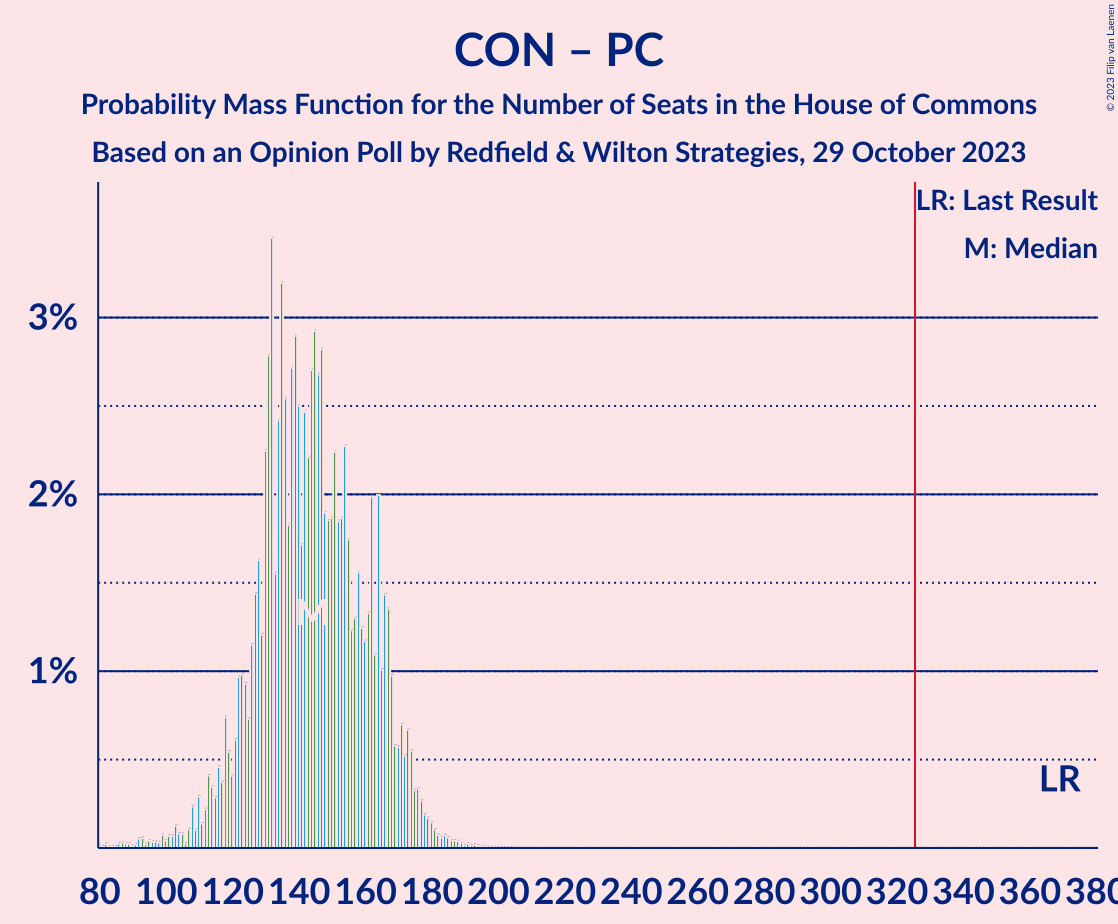 CON – PC
Probability Mass Function for the Number of Seats in the House of Commons
Based on an Opinion Poll by Redfield & Wilton Strategies, 29 October 2023
© 2023 Filip van Laenen
LR: Last Result
M: Median
3%
2%
1%
M
LR
80 100 120 140 160 180 200 220 240 260 280 300 320 340 360 380